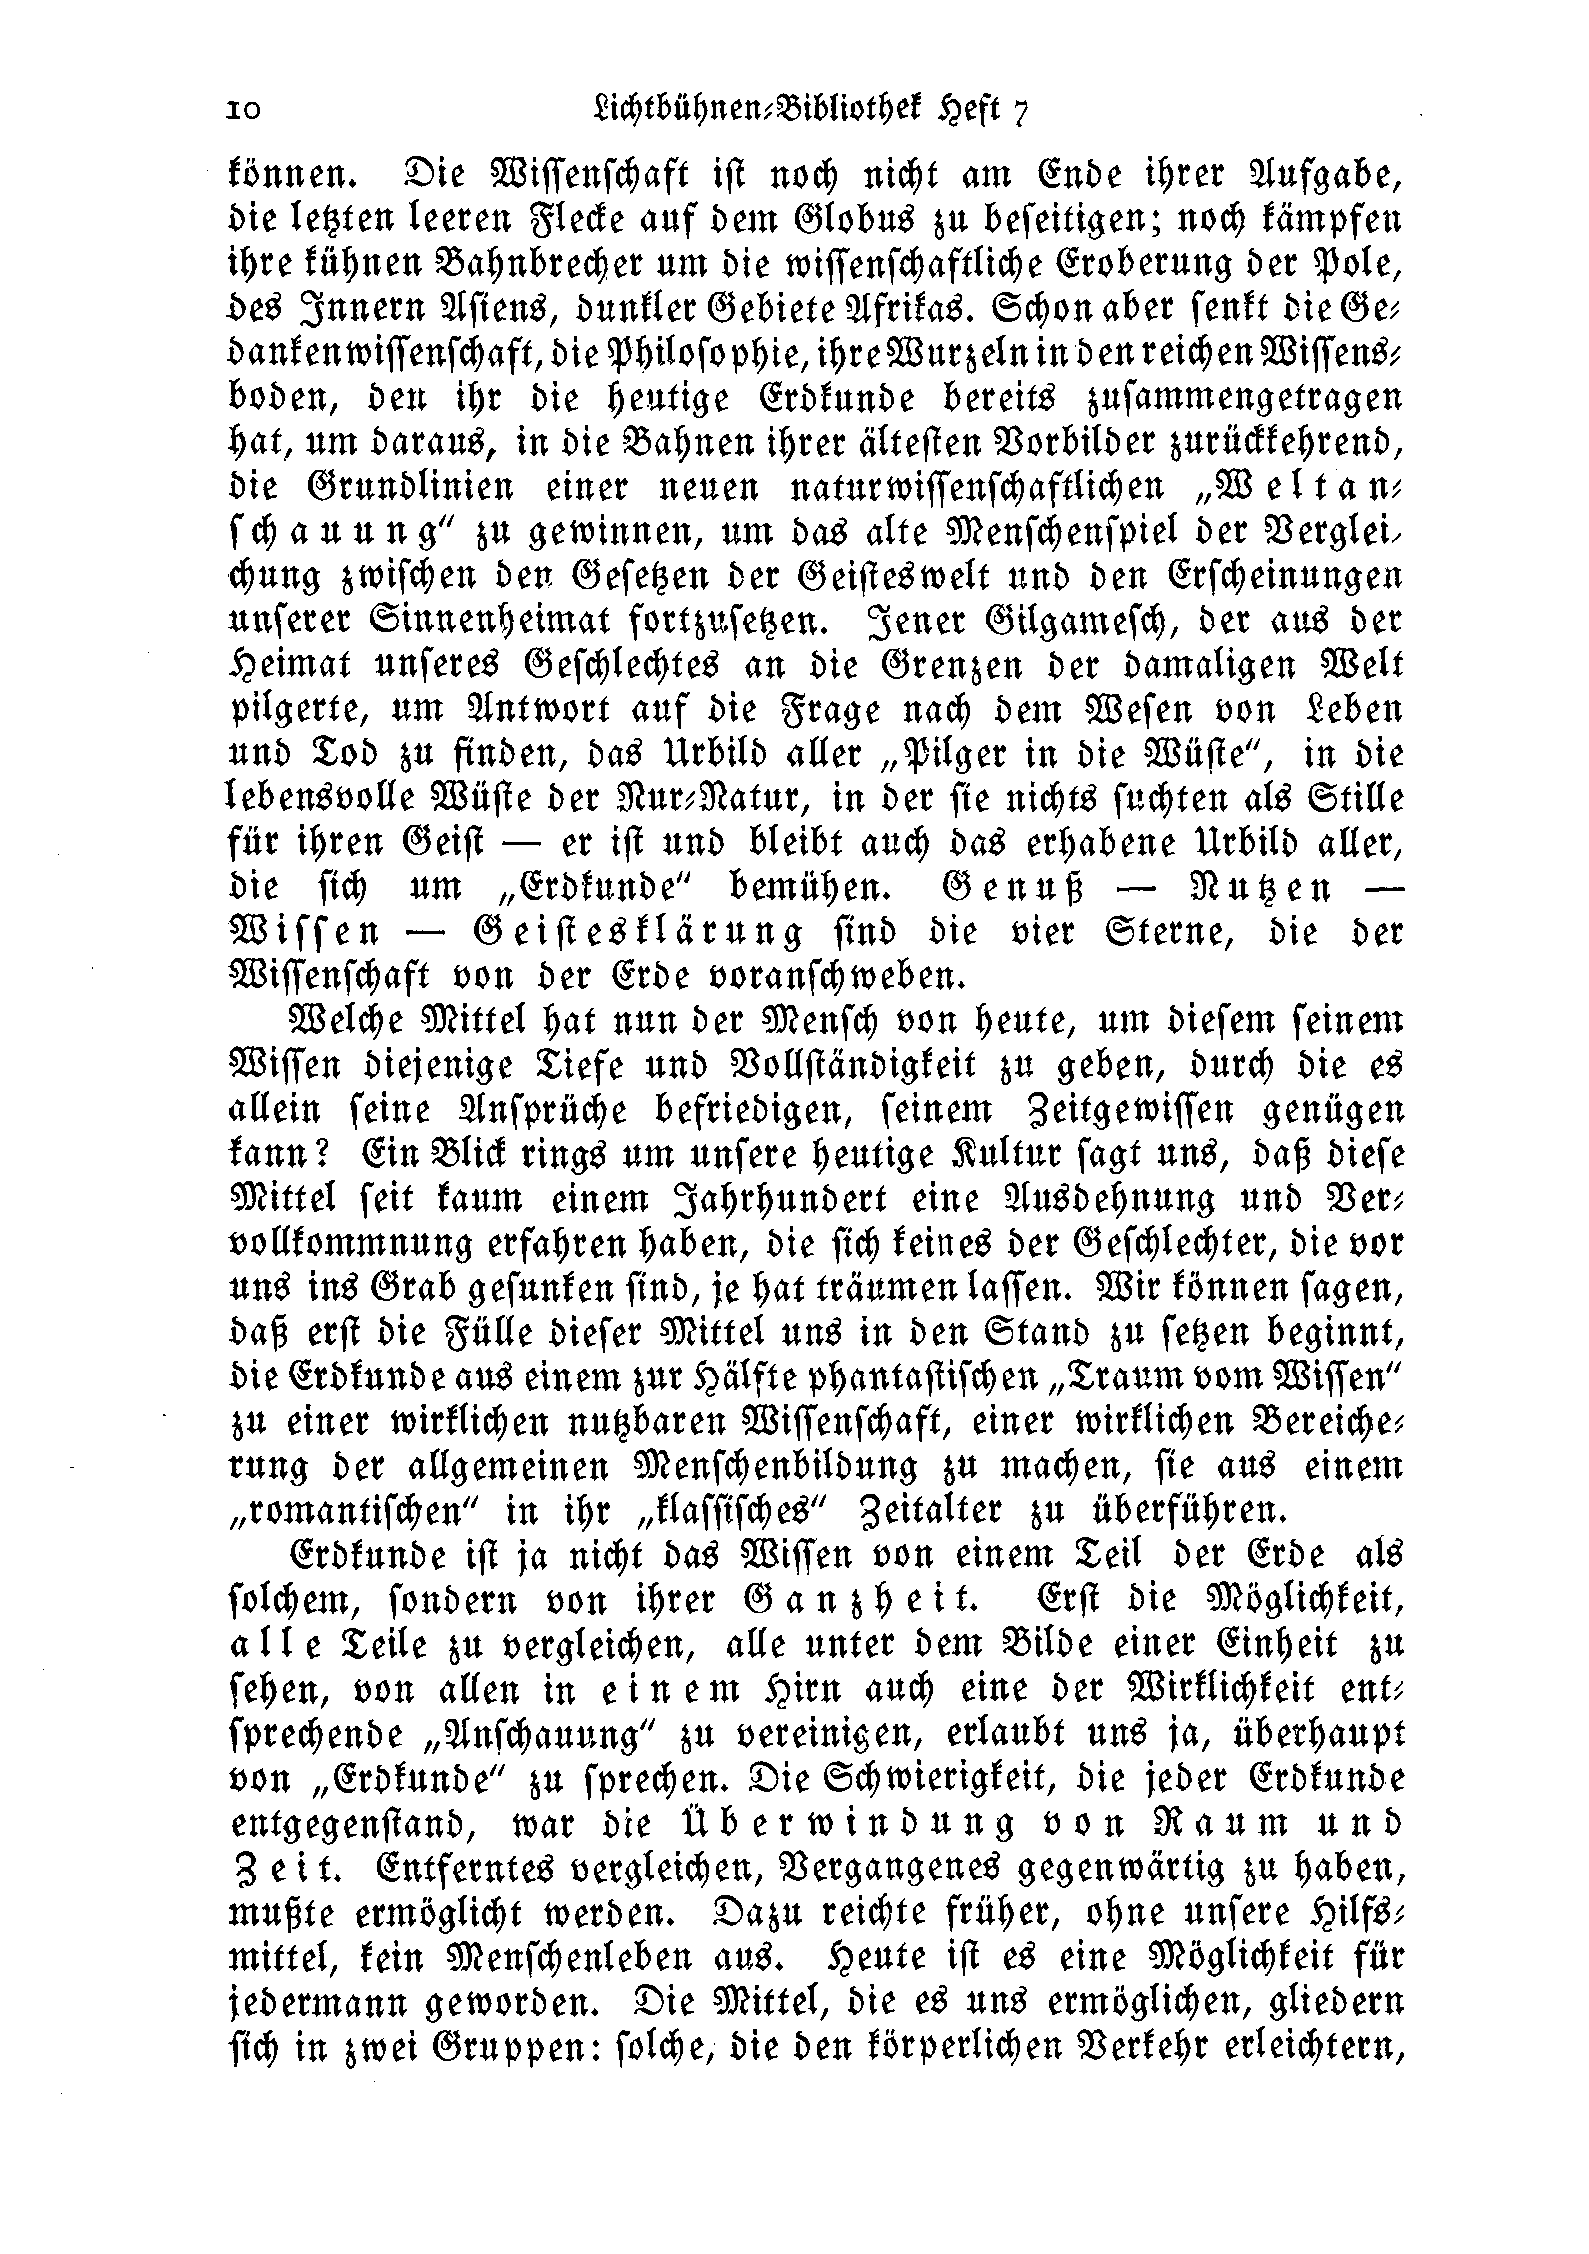 10 Lichtbühnen-Bibliothek Heft 7
können. Die Wissenschaft ist noch nicht am Ende ihrer Aufgabe,
die letzten leeren Flecke auf dem Globus zu beseitigen; noch kämpfen
ihre kühnen Bahnbrecher um die wissenschaftliche Eroberung der Pole,
des Innern Asiens, dunkler Gebiete Afrikas. Schon aber senkt die Ge-
dankenwissenschaft, die Philosophie, ihre Wurzeln in den reichen Wissens-
boden, den ihr die heutige Erdkunde bereits zusammengetragen
hat, um daraus, in die Bahnen ihrer ältesten Vorbilder zurückkehrend,
die Grundlinien einer neuen naturwissenschaftlichen „Weltan-
schauung“ zu gewinnen, um das alte Menschenspiel der Verglei-
chung zwischen den Gesetzen der Geisteswelt und den Erscheinungen
unserer Sinnenheimat fortzusetzen. Jener Gilgamesch, der aus der
Heimat unseres Geschlechtes an die Grenzen der damaligen Welt
pilgerte, um Antwort auf die Frage nach dem Wesen von Leben
und Tod zu finden, das Urbild aller „Pilger in die Wüste“, in die
lebensvolle Wüste der Nur-Natur, in der sie nichts suchten als Stille
für ihren Geist — er ist und bleibt auch das erhabene Urbild aller,
die sich um „Erdkunde“ bemühen. Genuß — Nutzen —
Wissen — Geistesklärung sind die vier Sterne, die der
Wissenschaft von der Erde voranschweben.
Welche Mittel hat nun der Mensch von heute, um diesem seinem
Wissen diejenige Tiefe und Vollständigkeit zu geben, durch die es
allein seine Ansprüche befriedigen, seinem Zeitgewissen genügen
kann? Ein Blick rings um unsere heutige Kultur sagt uns, daß diese
Mittel seit kaum einem Jahrhundert eine Ausdehnung und Ver-
vollkommnung erfahren haben, die sich keines der Geschlechter, die vor
uns ins Grab gesunken sind, je hat träumen lassen. Wir können sagen,
daß erst die Fülle dieser Mittel uns in den Stand zu setzen beginnt,
die Erdkunde aus einem zur Hälfte phantastischen „Traum vom Wissen“
zu einer wirklichen nutzbaren Wissenschaft, einer wirklichen Bereiche-
rung der allgemeinen Menschenbildung zu machen, sie aus einem
„romantischen“ in ihr „klassisches“ Zeitalter zu überführen.
Erdkunde ist ja nicht das Wissen von einem Teil der Erde als
solchem, sondern von ihrer Ganzheit. Erst die Möglichkeit,
alle Teile zu vergleichen, alle unter dem Bilde einer Einheit zu
sehen, von allen in einem Hirn auch eine der Wirklichkeit ent-
sprechende „Anschauung“ zu vereinigen, erlaubt uns ja, überhaupt
von „Erdkunde“ zu sprechen. Die Schwierigkeit, die jeder Erdkunde
entgegenstand, war die Überwindung von Raum und
Zeit. Entferntes vergleichen, Vergangenes gegenwärtig zu haben,
mußte ermöglicht werden. Dazu reichte früher, ohne unsere Hilfs-
mittel, kein Menschenleben aus. Heute ist es eine Möglichkeit für
jedermann geworden. Die Mittel, die es uns ermöglichen, gliedern
sich in zwei Gruppen: solche, die den körperlichen Verkehr erleichtern,